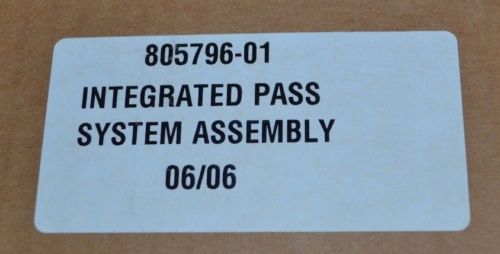 805796-01
INTEGRATED PASS
SYSTEM ASSEMBLY
06/06